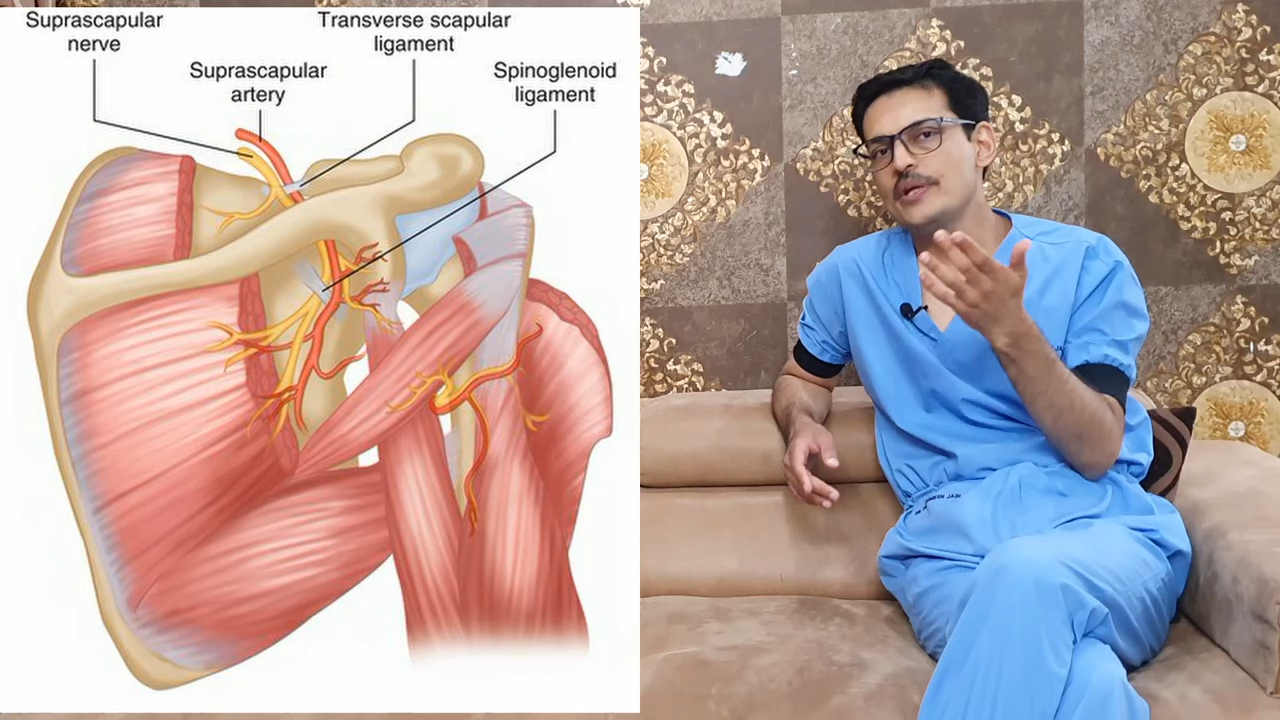 Suprascapular
nerve
Transverse scapular
ligament
Suprascapular
artery
Spinoglenoid
ligament